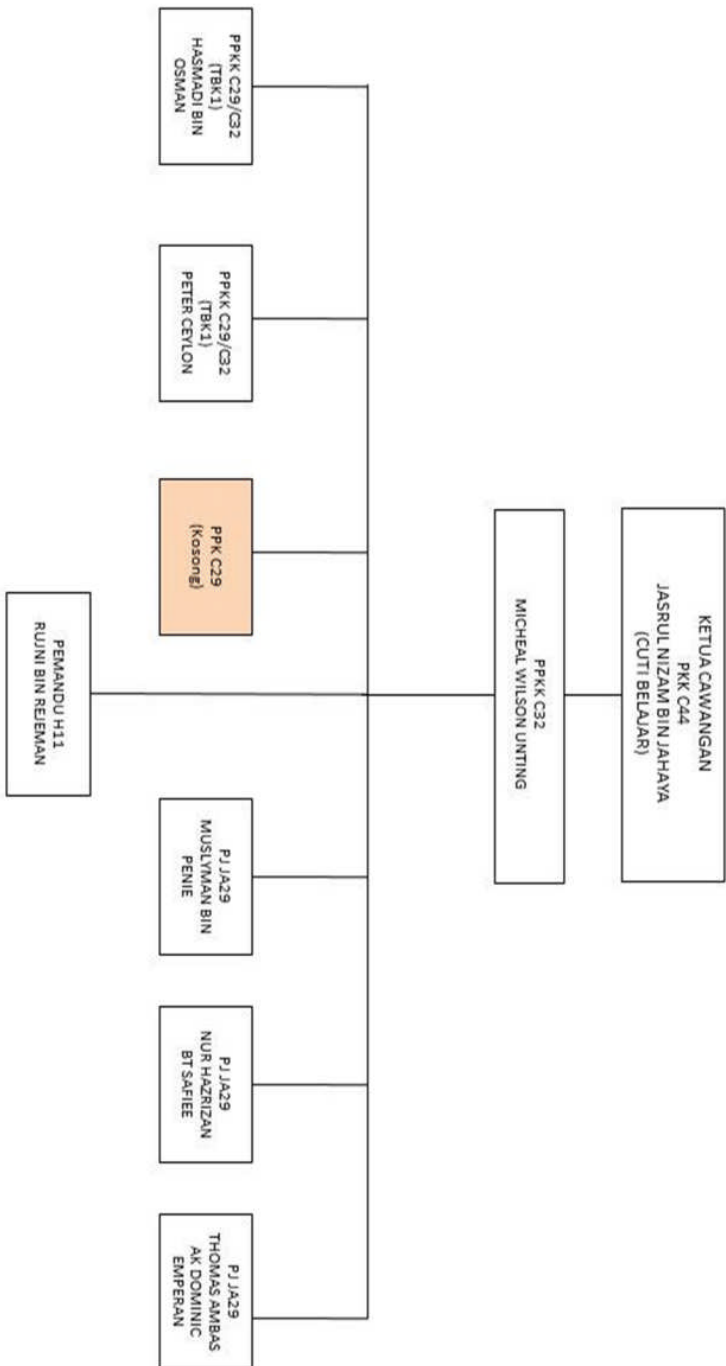 KETUA CAWANGAN
PKK C44
JASRUL NIZAM BIN JAHAYA
(CUTI BELAJAR)
PPKK C32
MICHEAL WILSON UNTING
PPKK C29/C32
(TBK1)
HASMADI BIN
OSMAN
PPKK C29/C32
(TBK1)
PETER CEYLON
PPK C29
(Kosong)
PJ JA29
MUSLYMAN BIN
PENIE
PJ JA29
NUR HAZRIZAN
BT SAFIEE
PJ JA29
THOMAS AMBAS
AK DOMINIC
EMPERAN
PEMANDU H11
RUJNI BIN REJEMAN